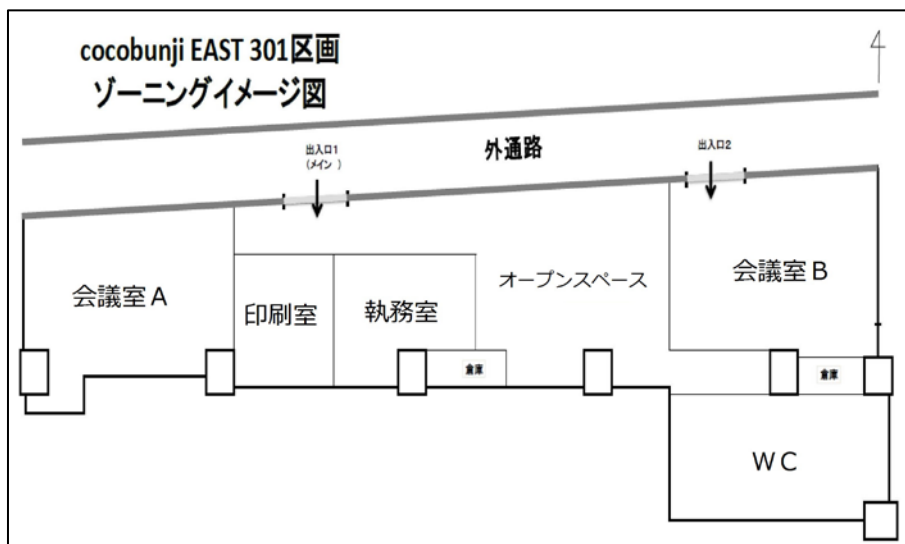 cocobunji EAST 301区画
ゾーニングイメージ図
4
外通路
出入口1
(メイン )
出入口2
会議室A
印刷室
執務室
オープンスペース
会議室B
倉庫
倉庫
WC